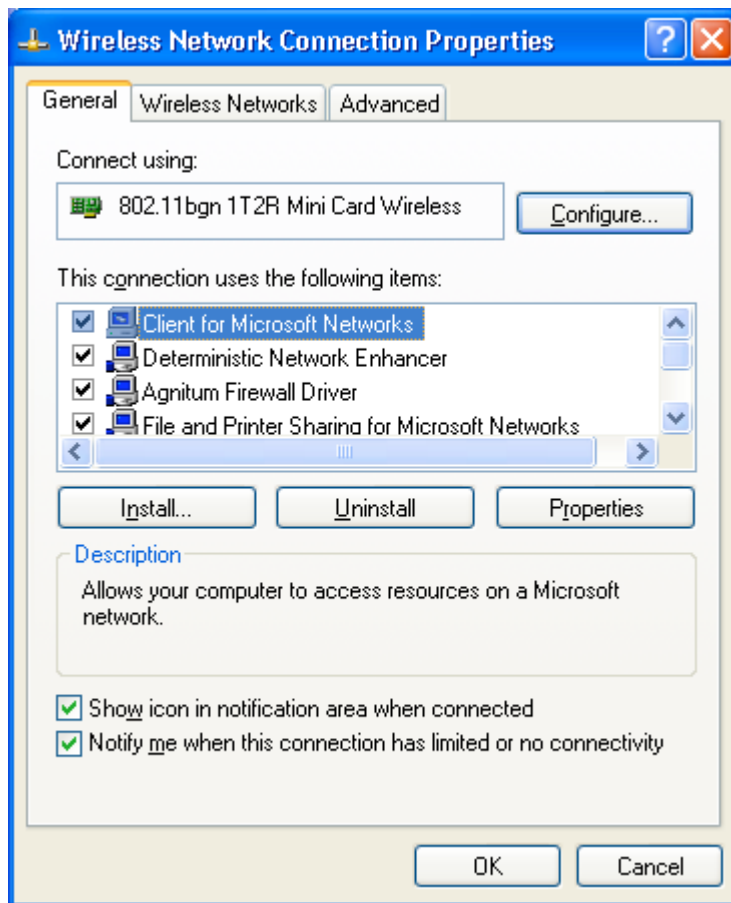 Wireless Network Connection Properties
General Wireless Networks Advanced
Connect using:
802.11bgn 1T2R Mini Card Wireless
Configure...
This connection uses the following items:
Client for Microsoft Networks
Deterministic Network Enhancer
Agnitum Firewall Driver
File and Printer Sharing for Microsoft Networks
Install... Uninstall Properties
Description
Allows your computer to access resources on a Microsoft
network.
Show icon in notification area when connected
Notify me when this connection has limited or no connectivity
OK Cancel